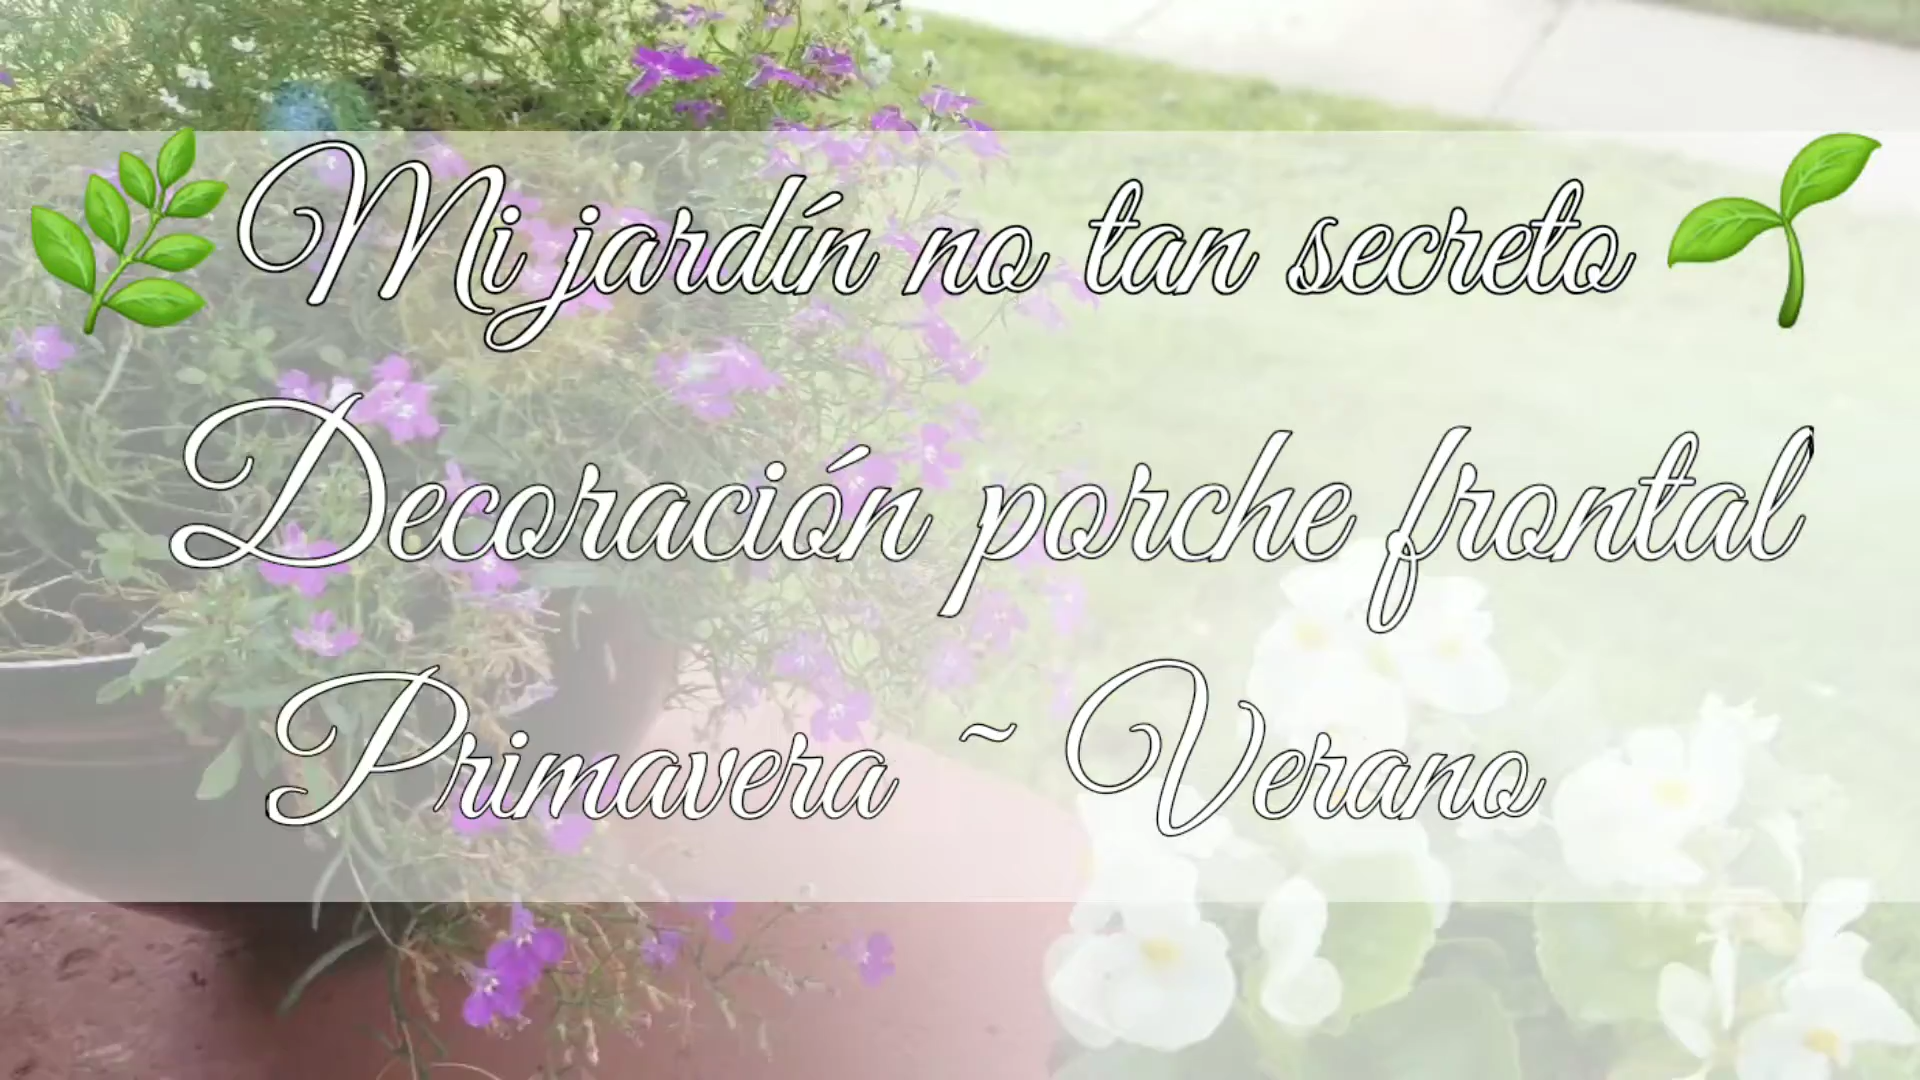 🌿Mi jardín no tan secreto🌱
Decoración porche frontal
Primavera ~ Verano